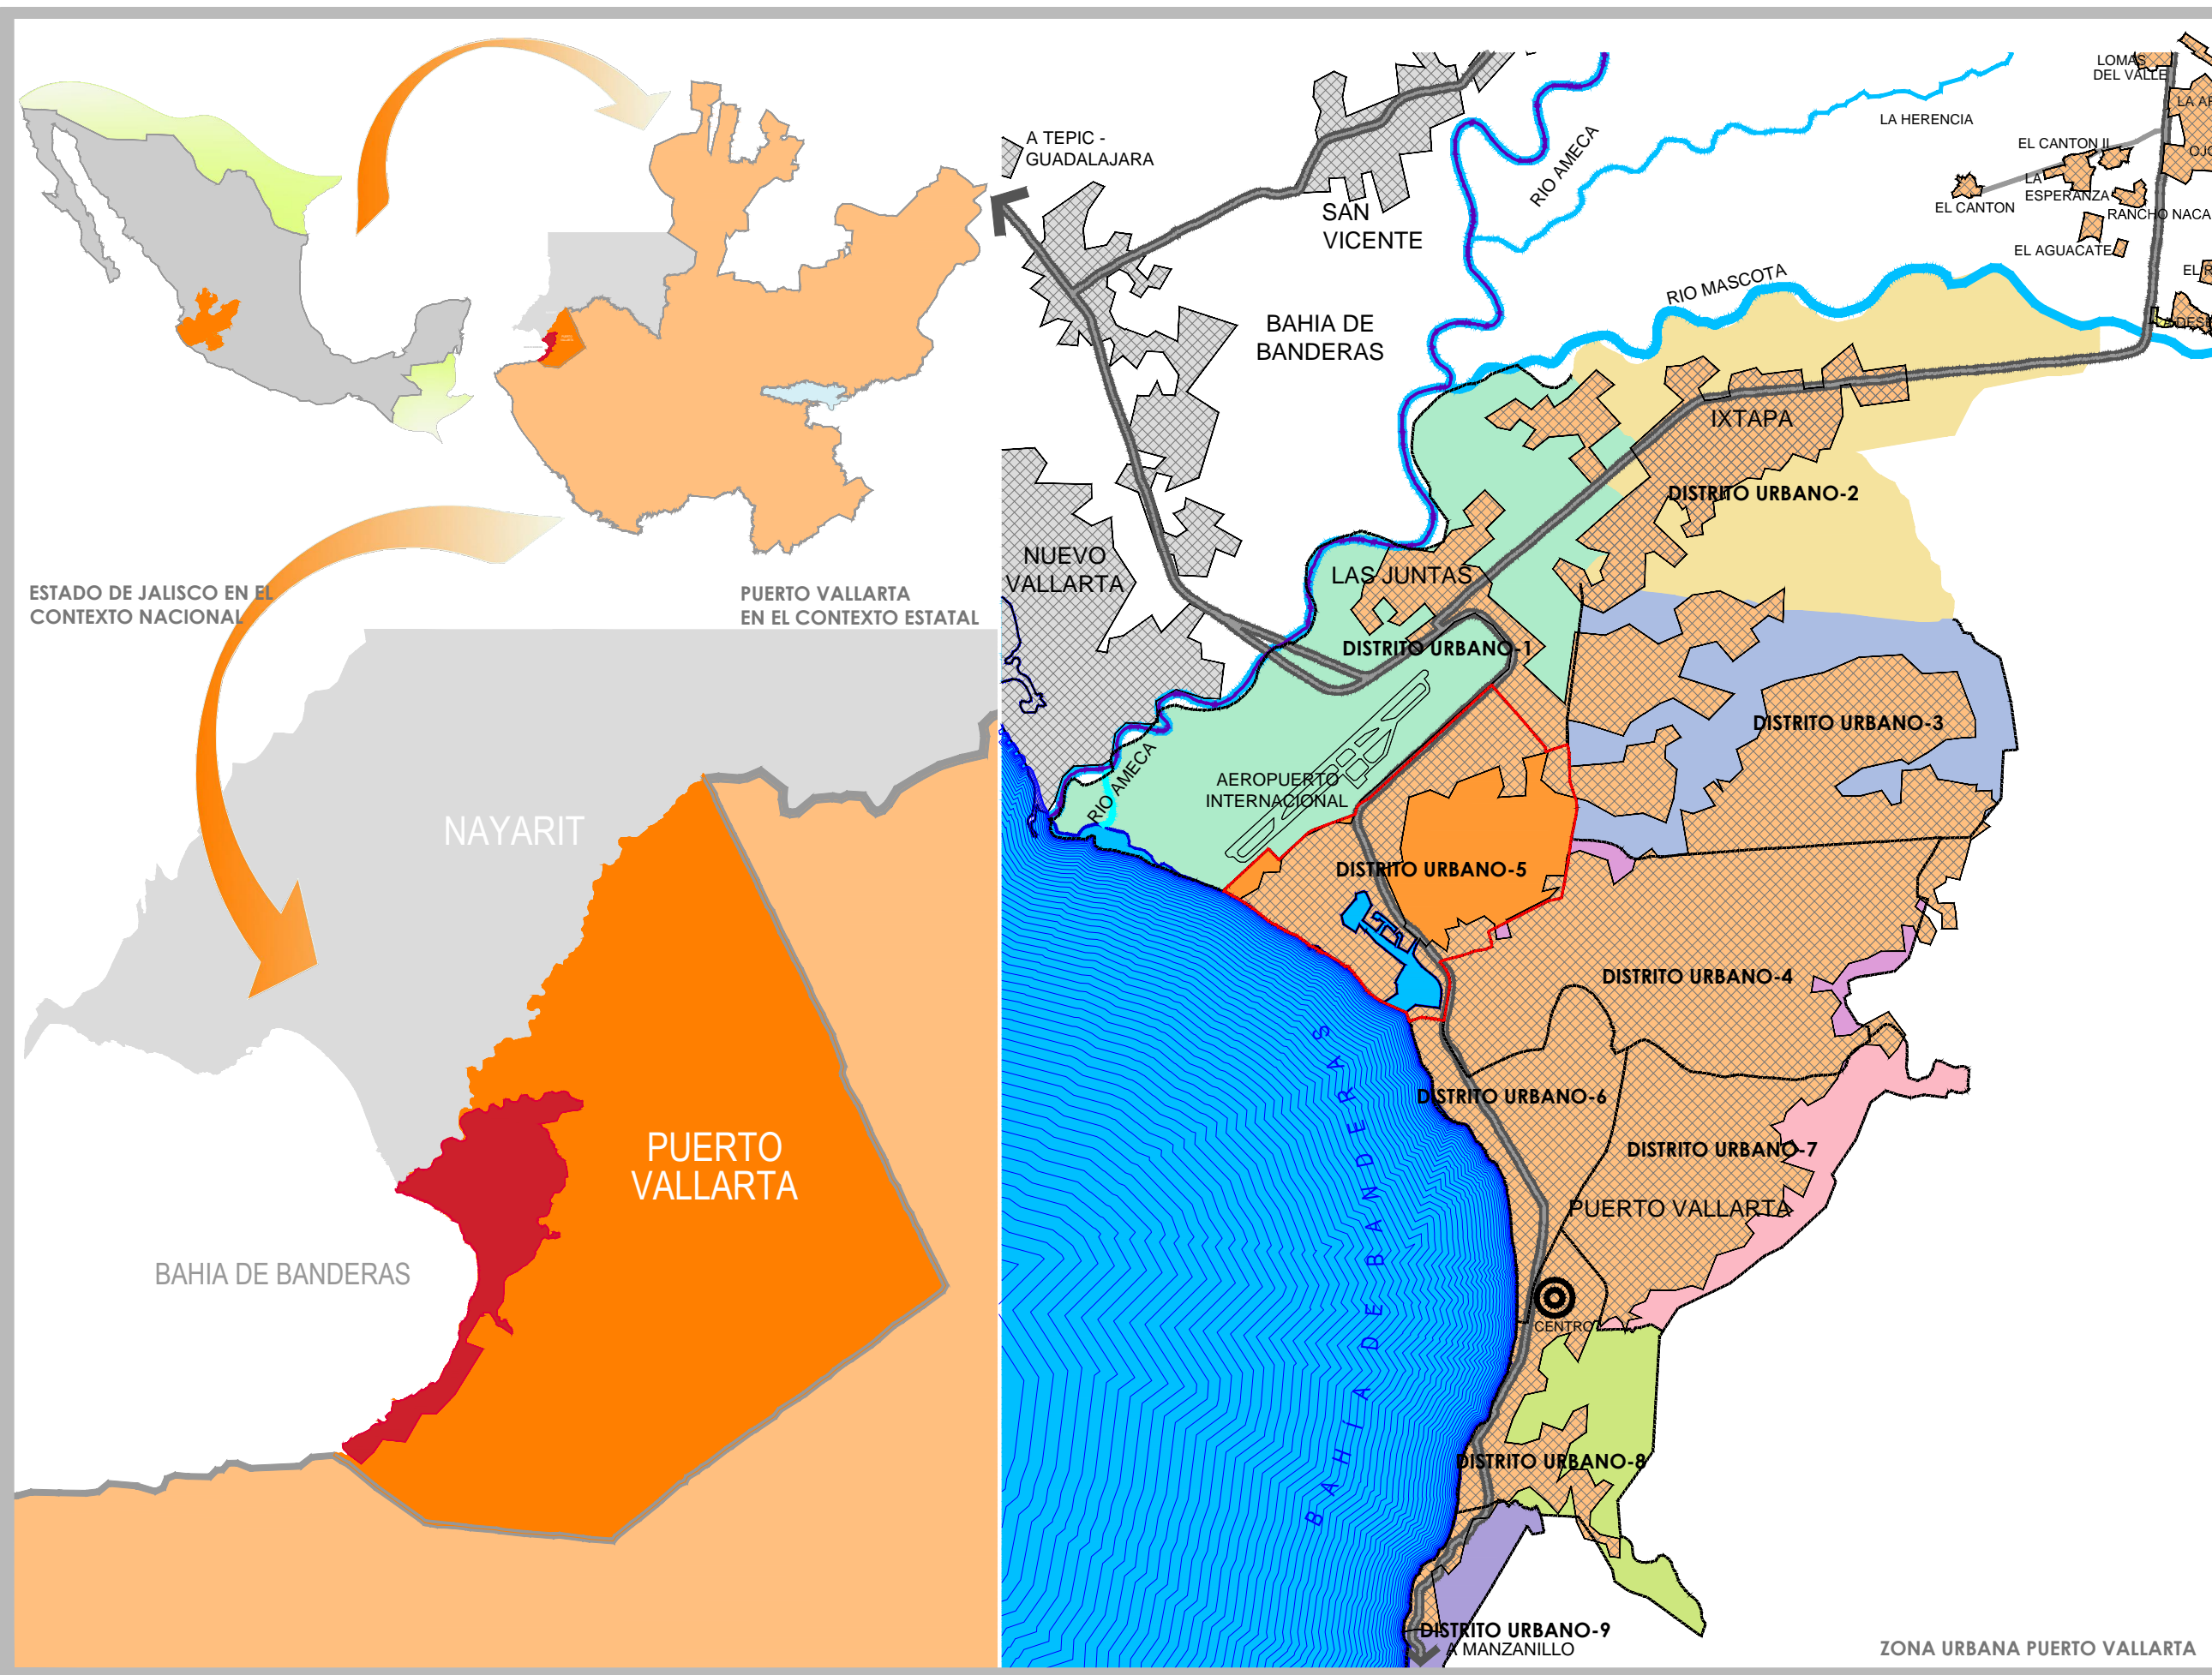 ESTADO DE JALISCO EN EL
CONTEXTO NACIONAL
PUERTO VALLARTA
EN EL CONTEXTO ESTATAL
NAYARIT
PUERTO
VALLARTA
BAHIA DE BANDERAS
A TEPIC -
GUADALAJARA
SAN
VICENTE
RIO AMECA
LA HERENCIA
LOMAS
DEL VALLE
EL CANTON II
LA
ESPERANZA
EL CANTON
RANCHO NACA
EL AGUACATE
RIO MASCOTA
BAHIA DE
BANDERAS
IXTAPA
DISTRITO URBANO-2
NUEVO
VALLARTA
LAS JUNTAS
DISTRITO URBANO-1
DISTRITO URBANO-3
AEROPUERTO
INTERNACIONAL
RIO AMECA
DISTRITO URBANO-5
DISTRITO URBANO-4
BAHÍA DE BANDERAS
DISTRITO URBANO-6
DISTRITO URBANO-7
PUERTO VALLARTA
CENTRO
DISTRITO URBANO-8
DISTRITO URBANO-9
A MANZANILLO
ZONA URBANA PUERTO VALLARTA